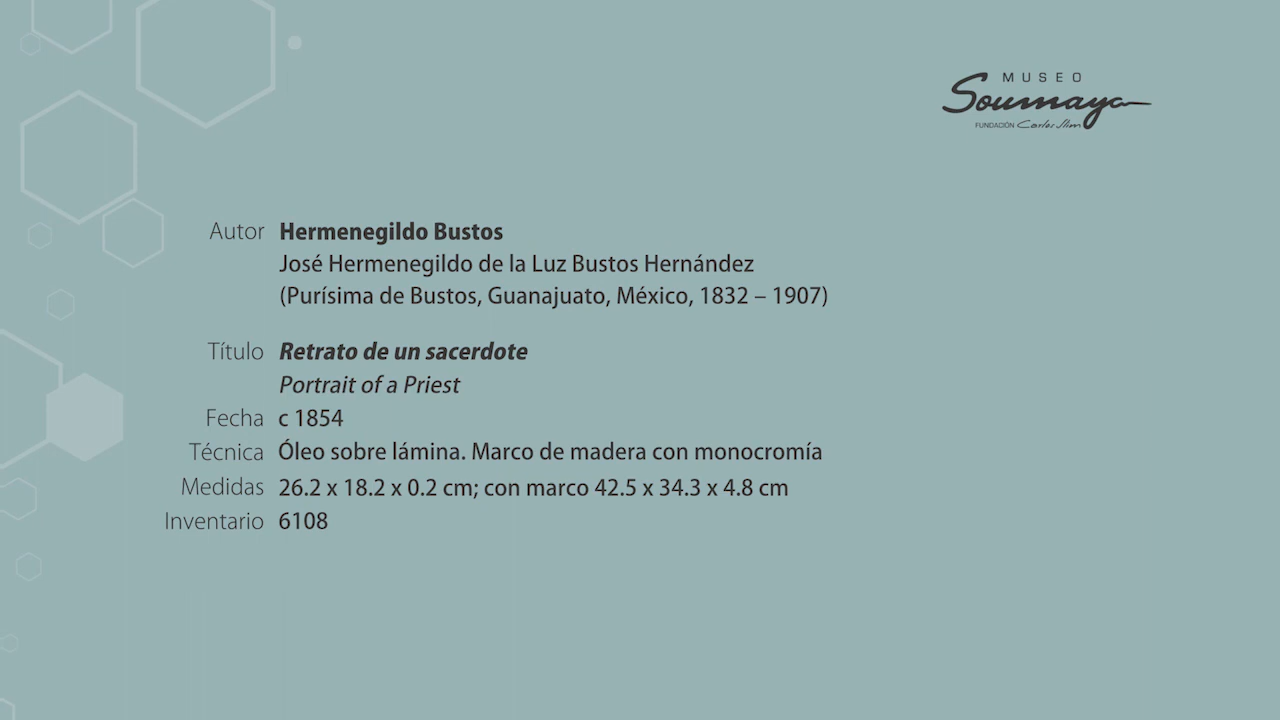 MUSEO
Soumaya
FUNDACIÓN Carlos Slim
Autor Hermenegildo Bustos
José Hermenegildo de la Luz Bustos Hernández
(Purísima de Bustos, Guanajuato, México, 1832 – 1907)
Título Retrato de un sacerdote
Portrait of a Priest
Fecha c 1854
Técnica Óleo sobre lámina. Marco de madera con monocromía
Medidas 26.2 x 18.2 x 0.2 cm; con marco 42.5 x 34.3 x 4.8 cm
Inventario 6108